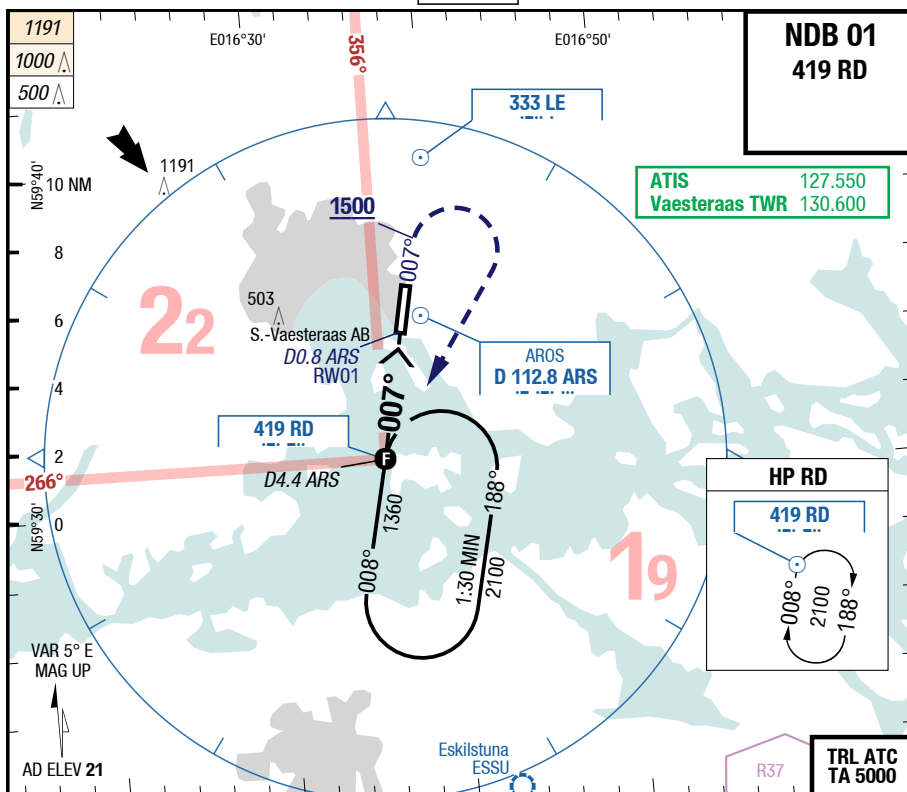 1191
1000
500
E016°30'
E016°50'
NDB 01
419 RD
356°
333 LE
ATIS 127.550
Vaesteraas TWR 130.600
1191
N59°40'
10 NM
8
6
4
2
0
N59°30'
1500
007°
22
503
S.-Vaesteraas AB
D0.8 ARS
RW01
AROS
D 112.8 ARS
007°
419 RD
F
D4.4 ARS
266°
1360
188°
008°
1:30 MIN
2100
19
HP RD
419 RD
008°
2100
188°
VAR 5° E
MAG UP
AD ELEV 21
Eskilstuna
ESSU
R37
TRL ATC
TA 5000